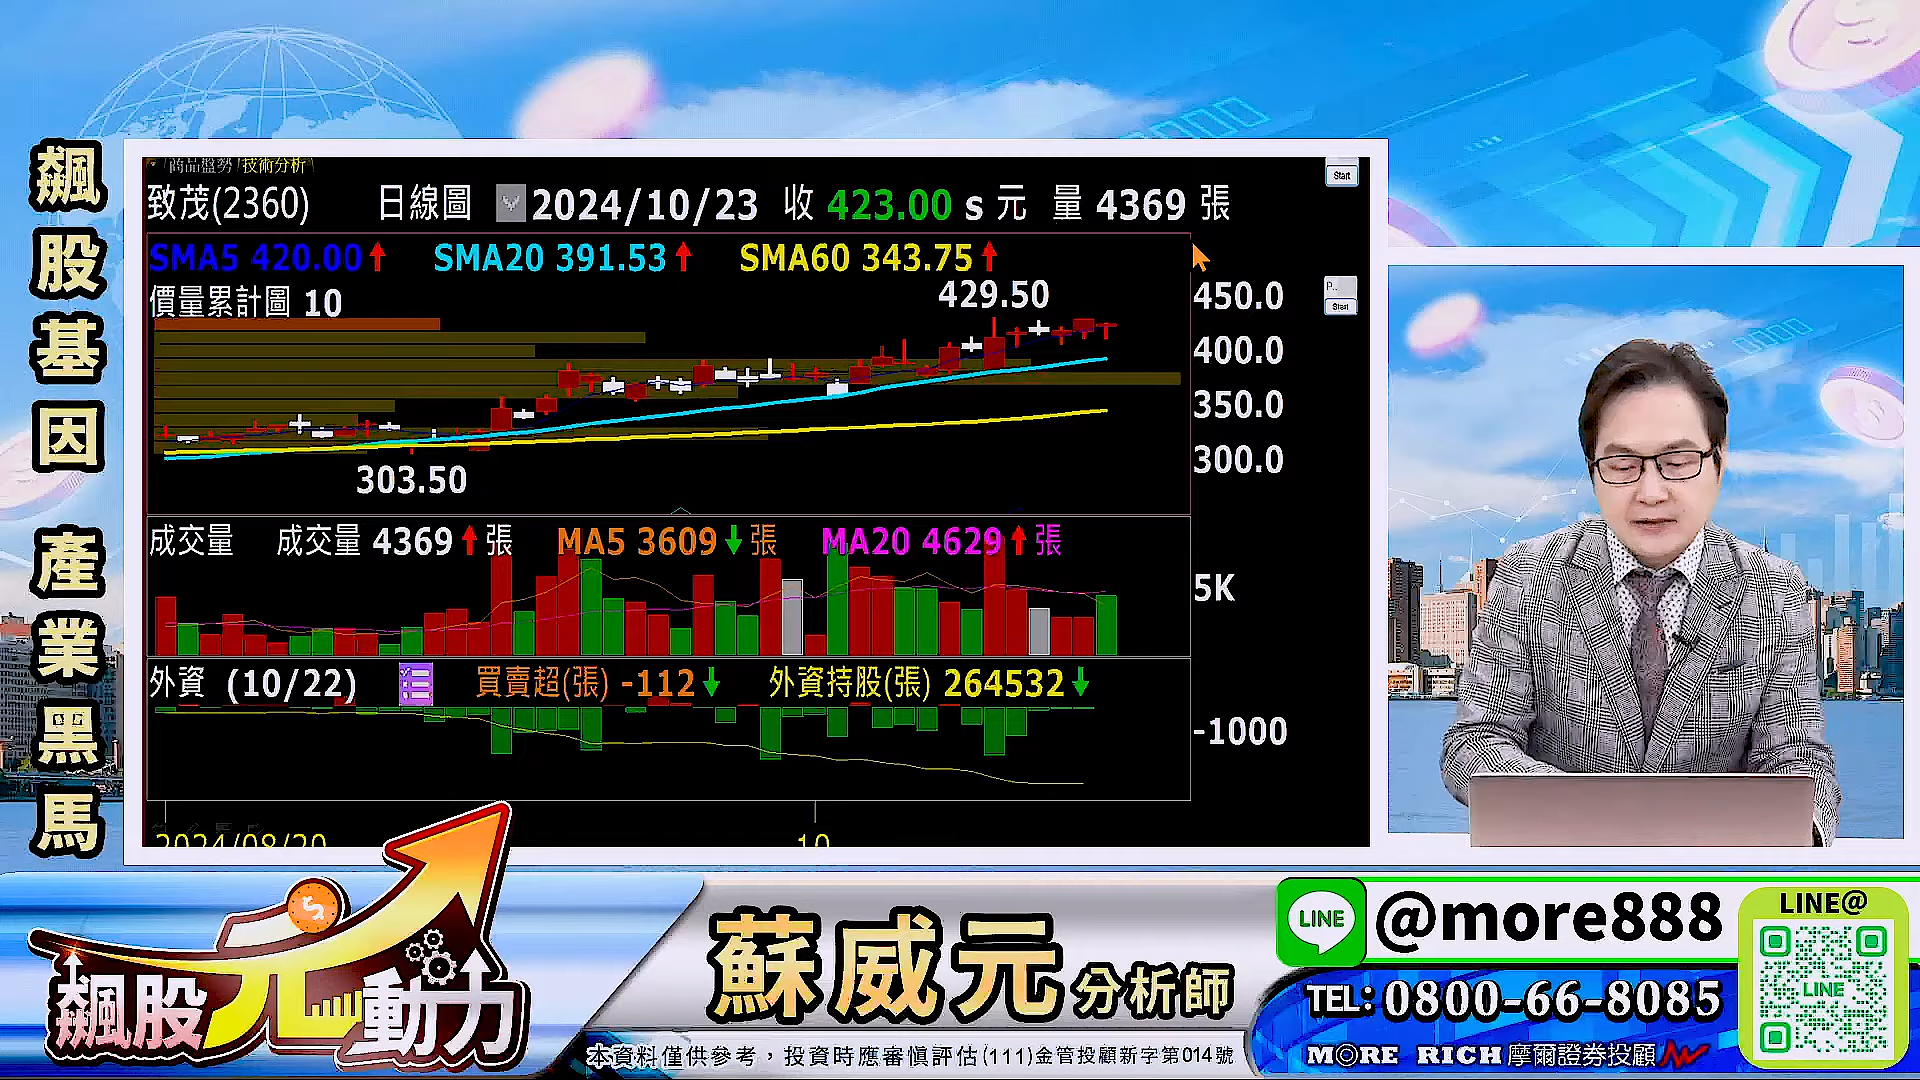 飆股基因 產業黑馬
商品盤勢 技術分析
致茂(2360) 日線圖 2024/10/23 收 423.00 s 元 量 4369 張
SMA5 420.00↑ SMA20 391.53↑ SMA60 343.75↑
價量累計圖 10
429.50
303.50
450.0
400.0
350.0
300.0
Start
P..
Start
成交量 成交量 4369↑張 MA5 3609↓張 MA20 4629↑張
5K
外資 (10/22) 買賣超(張) -112↓ 外資持股(張) 264532↓
-1000
2024/08/20
10
飆股元動力
蘇威元 分析師
本資料僅供參考，投資時應審慎評估(111)金管投顧新字第014號
LINE
@more888
TEL:0800-66-8085
MORE RICH 摩爾證券投顧
LINE@
LINE